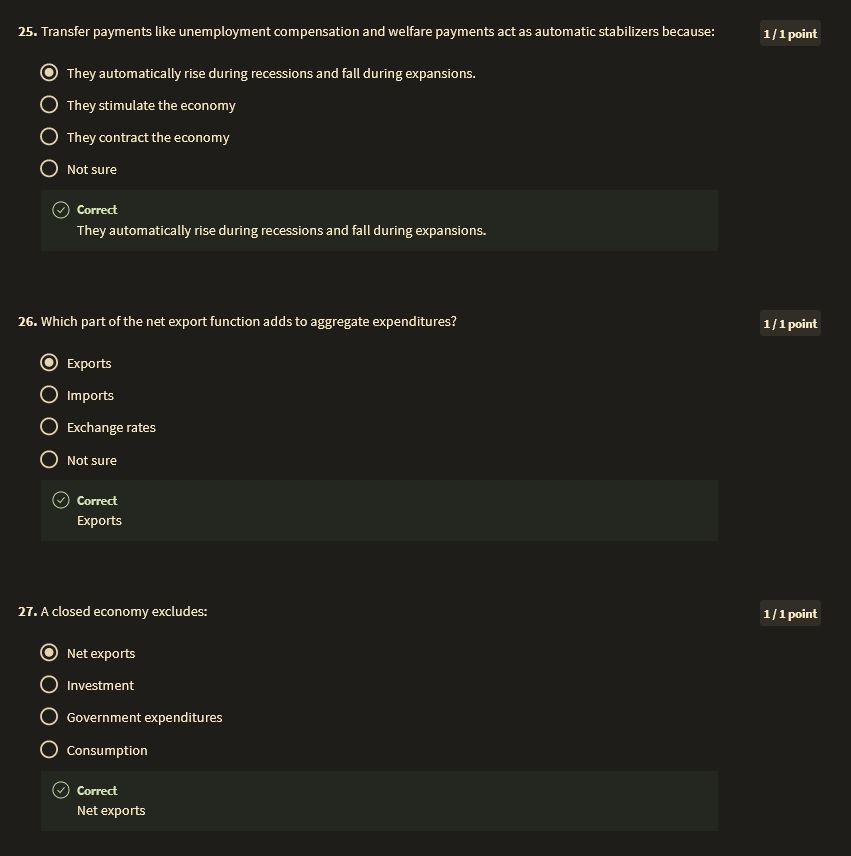 25. Transfer payments like unemployment compensation and welfare payments act as automatic stabilizers because:
1 / 1 point
They automatically rise during recessions and fall during expansions.
They stimulate the economy
They contract the economy
Not sure
Correct
They automatically rise during recessions and fall during expansions.
26. Which part of the net export function adds to aggregate expenditures?
1 / 1 point
Exports
Imports
Exchange rates
Not sure
Correct
Exports
27. A closed economy excludes:
1 / 1 point
Net exports
Investment
Government expenditures
Consumption
Correct
Net exports